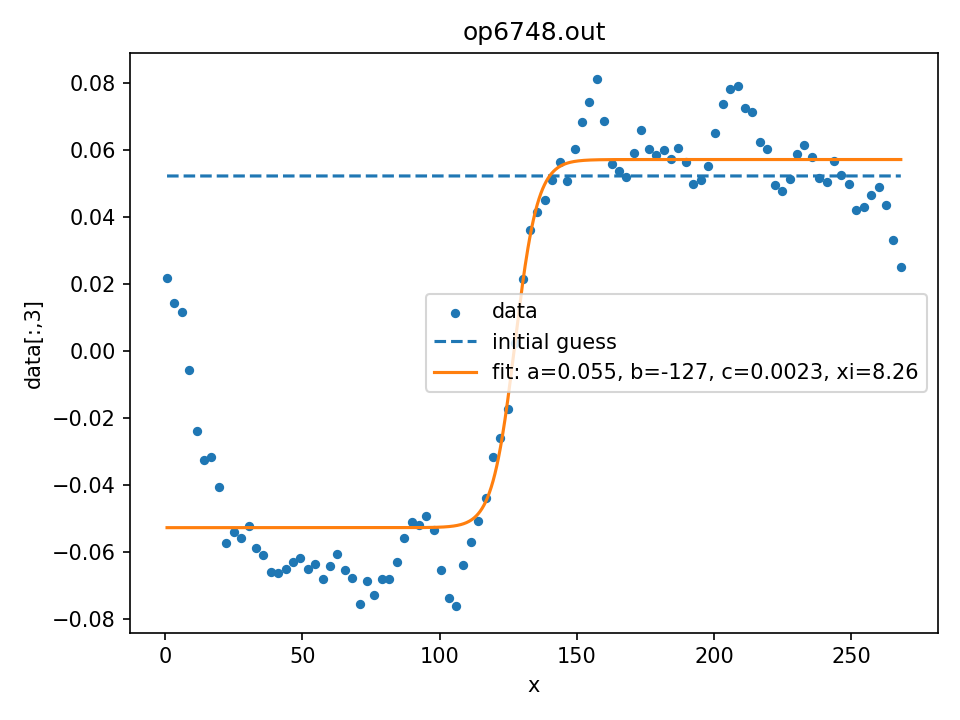 op6748.out
0.08
0.06
0.04
0.02
0.00
−0.02
−0.04
−0.06
−0.08
data[:,3]
data
initial guess
fit: a=0.055, b=-127, c=0.0023, xi=8.26
0 50 100 150 200 250
x